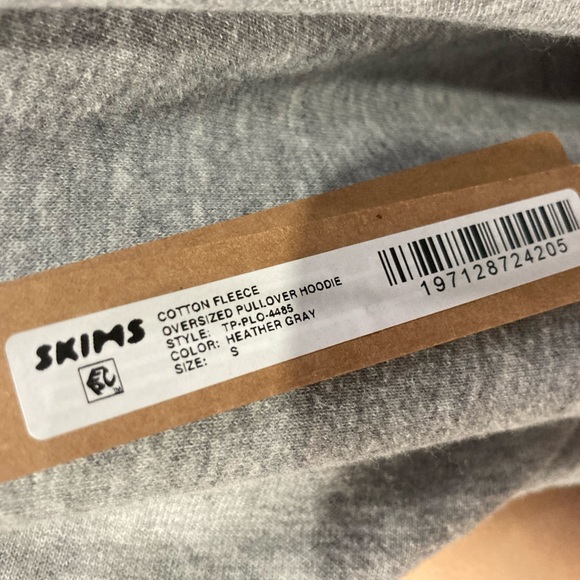 SKIMS
COTTON FLEECE
OVERSIZED PULLOVER HOODIE
STYLE: TP-PLO-4485
COLOR: HEATHER GRAY
SIZE: S
197128724205